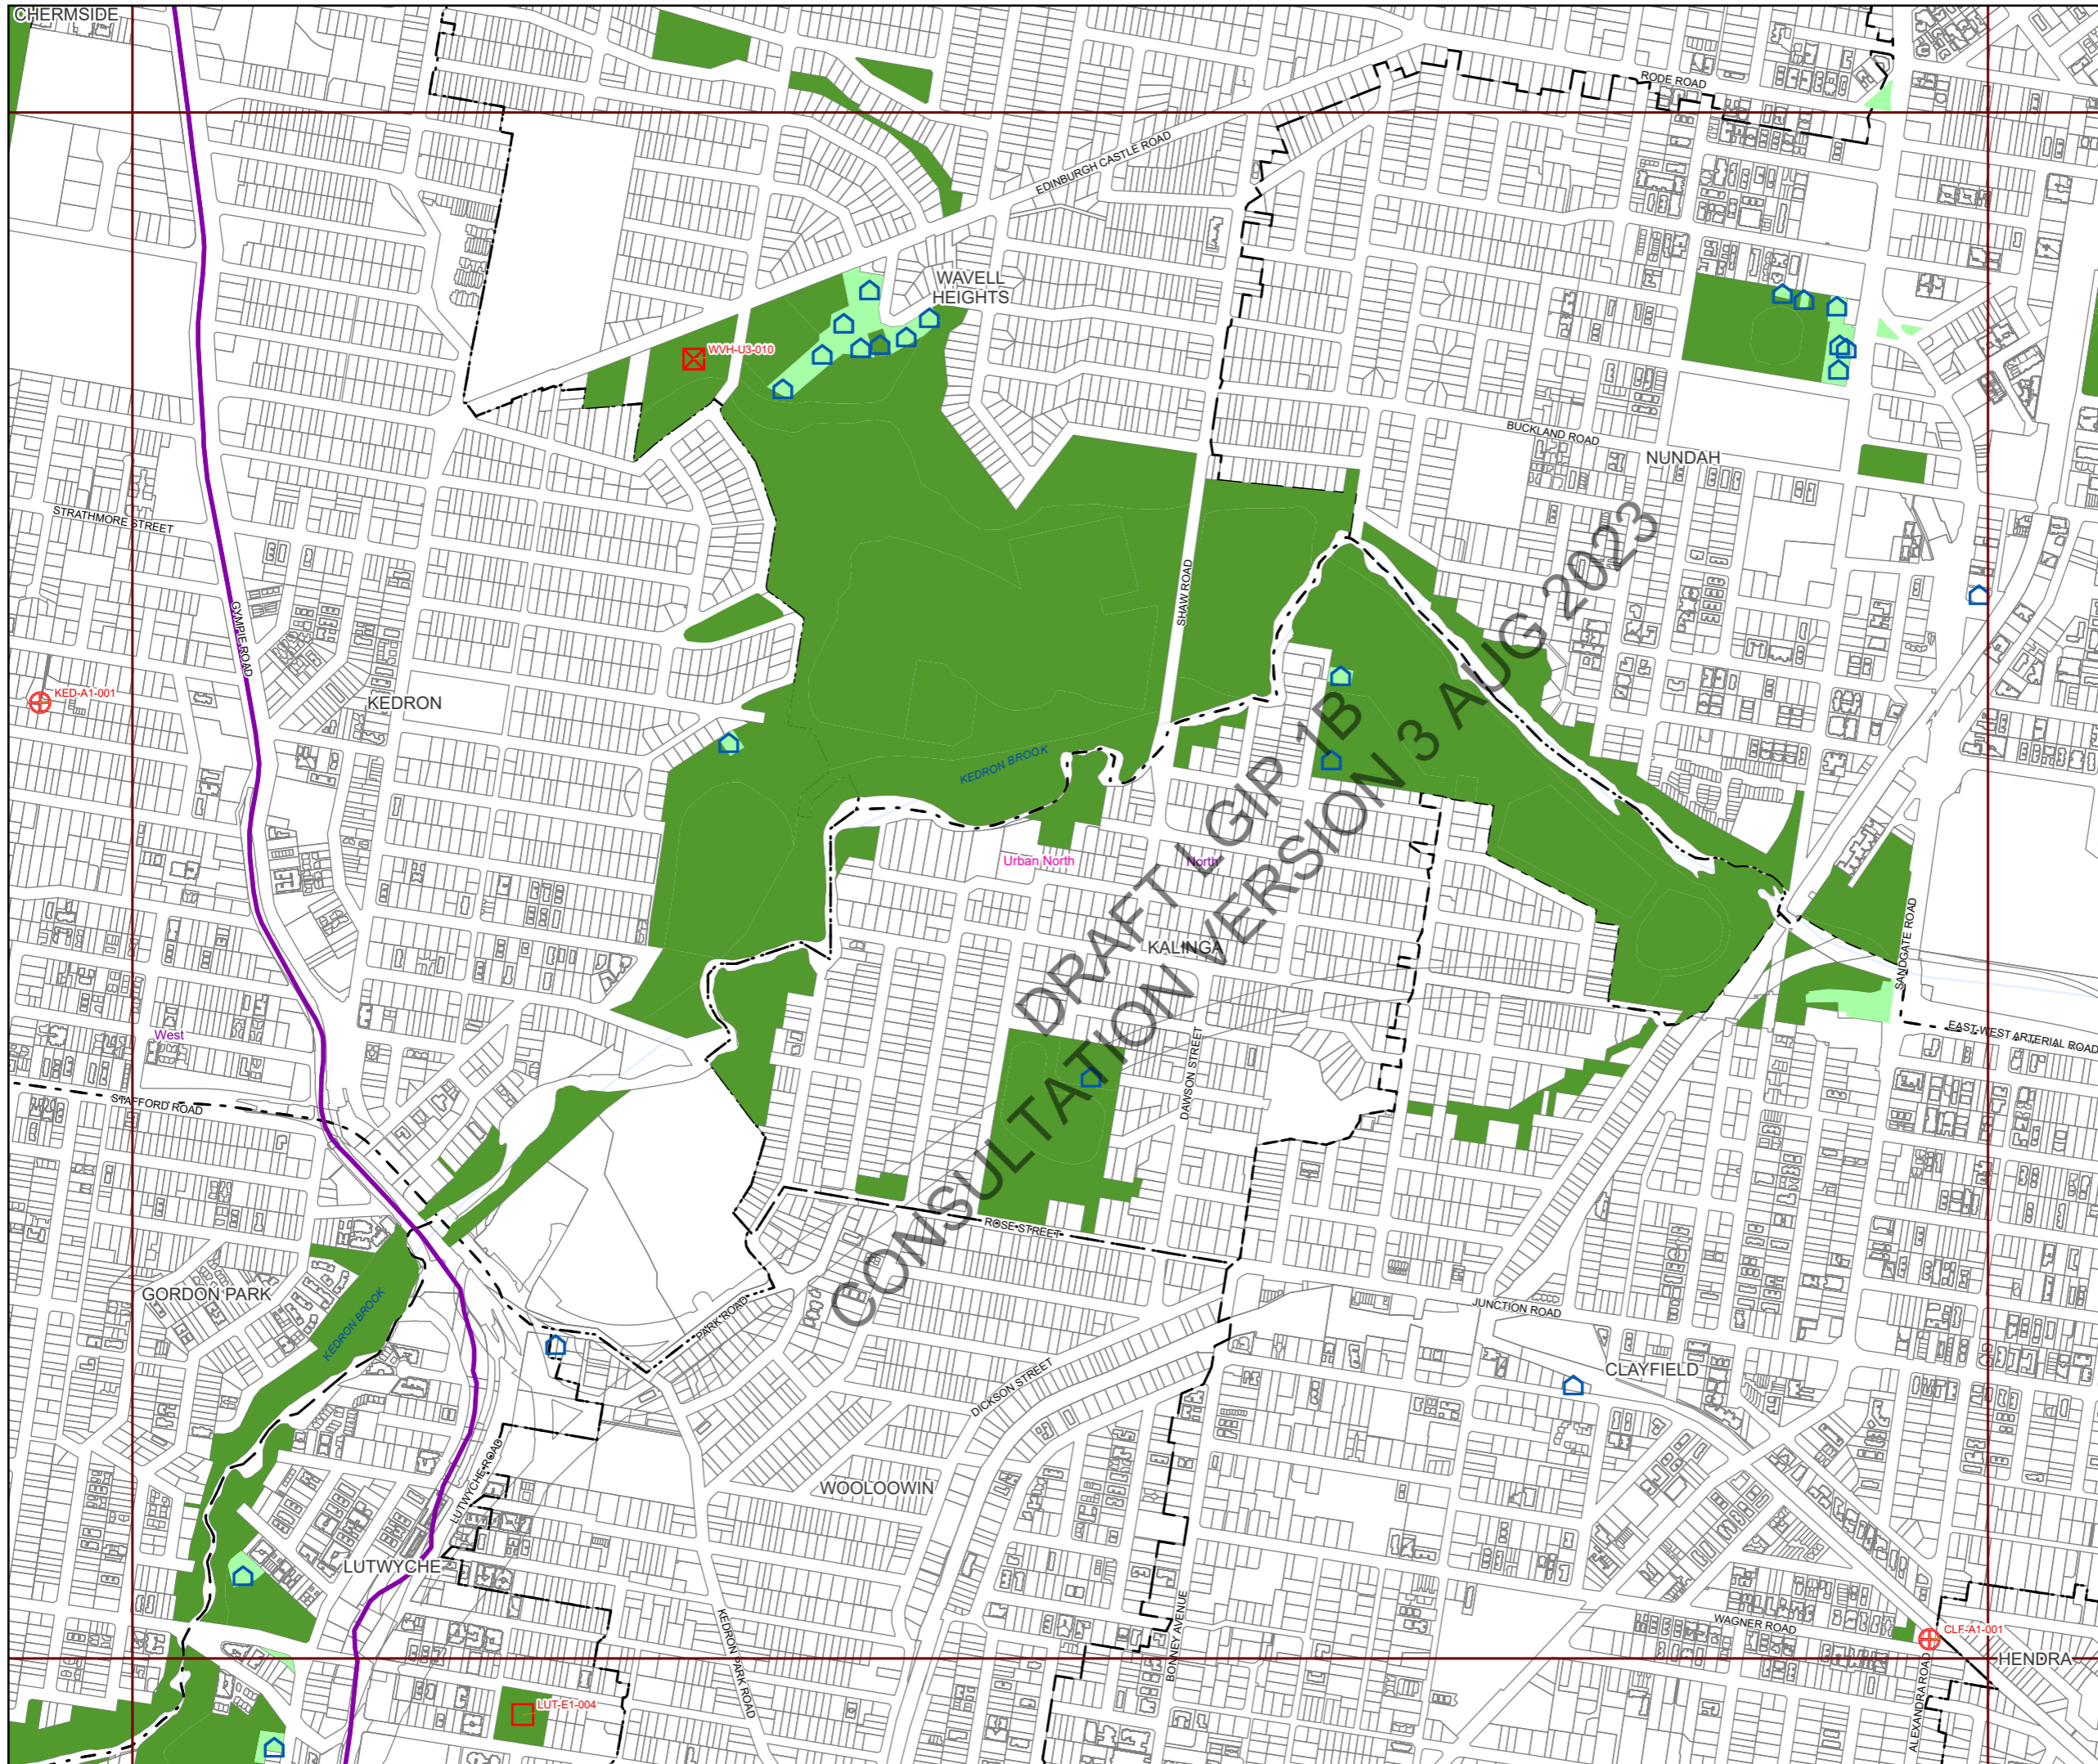 CHERMSIDE
RODE ROAD
EDINBURGH CASTLE ROAD
WAVELL
HEIGHTS
WVH-U3-010
BUCKLAND ROAD
NUNDAH
STRATHMORE STREET
SHAW ROAD
GYMPIE ROAD
KED-A1-001
KEDRON
KEDRON BROOK
Urban North
North
DRAFT LGIP 1B
CONSULTATION VERSION 3 AUG 2023
KALINGA
SANDGATE ROAD
West
EAST-WEST ARTERIAL ROAD
STAFFORD ROAD
DAWSON STREET
ROSE STREET
GORDON PARK
KEDRON BROOK
PARK ROAD
JUNCTION ROAD
CLAYFIELD
DICKSON STREET
LUTWYCHE ROAD
WOOLOOWIN
LUTWYCHE
KEDRON PARK ROAD
BONNEY AVENUE
WAGNER ROAD
CLF-A1-001
HENDRA
ALEXANDRA ROAD
LUT-E1-004